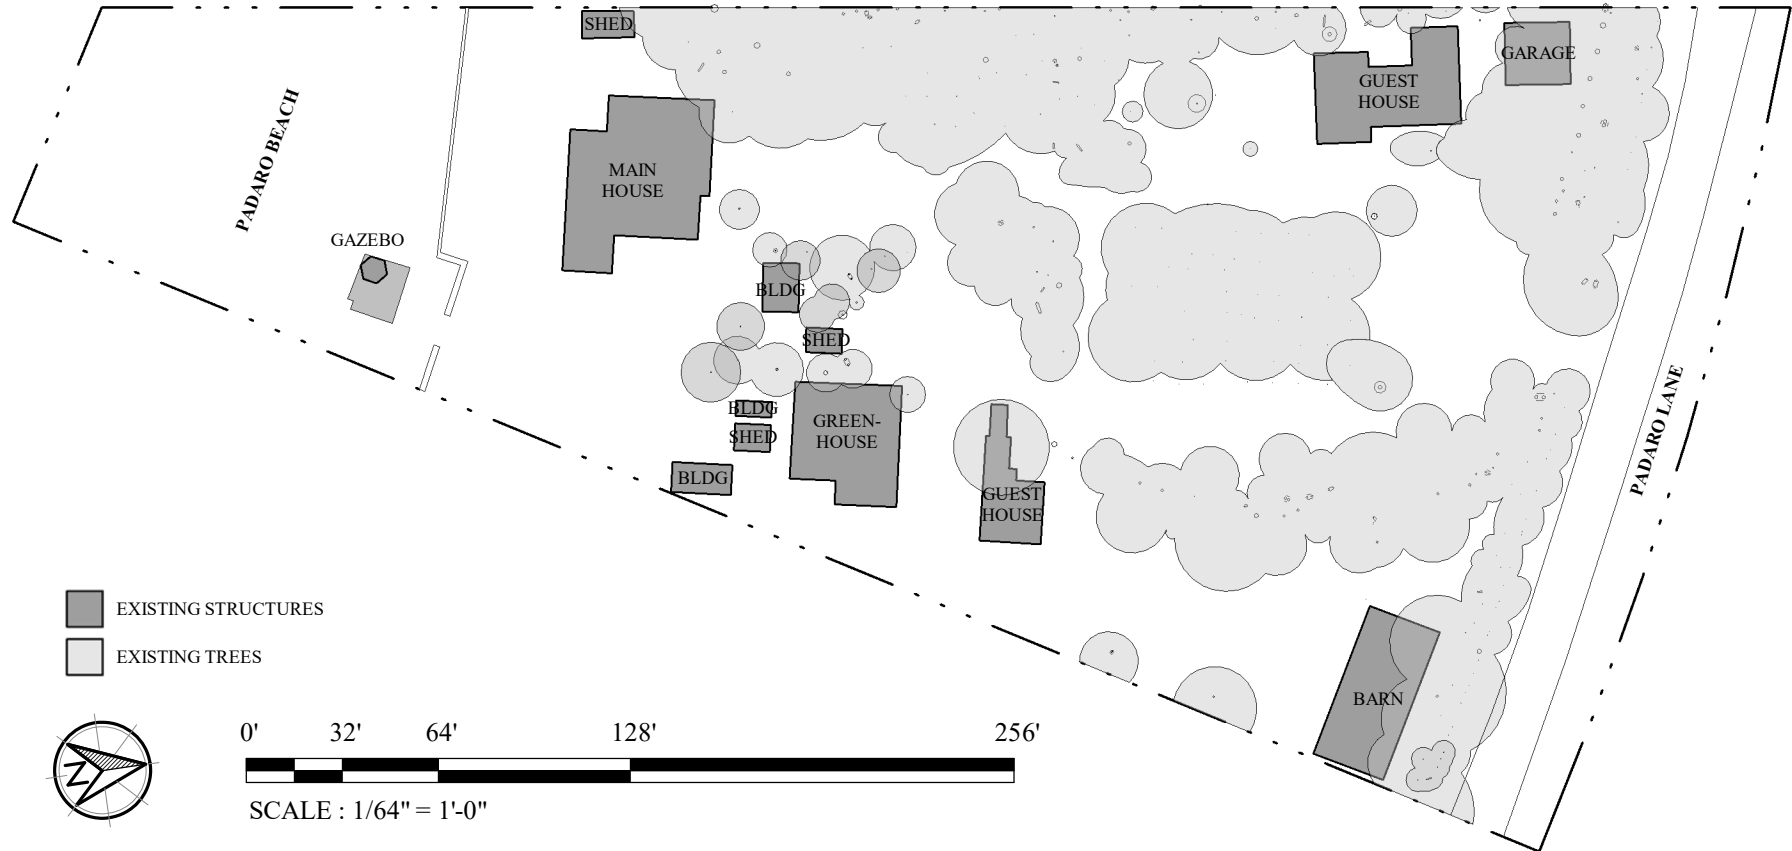 SHED
GUEST
HOUSE
GARAGE
PADARO BEACH
MAIN
HOUSE
GAZEBO
BLDG
SHED
BLDG
SHED
GREEN-
HOUSE
BLDG
GUEST
HOUSE
PADARO LANE
BARN
EXISTING STRUCTURES
EXISTING TREES
N
0' 32' 64' 128' 256'
SCALE : 1/64" = 1'-0"